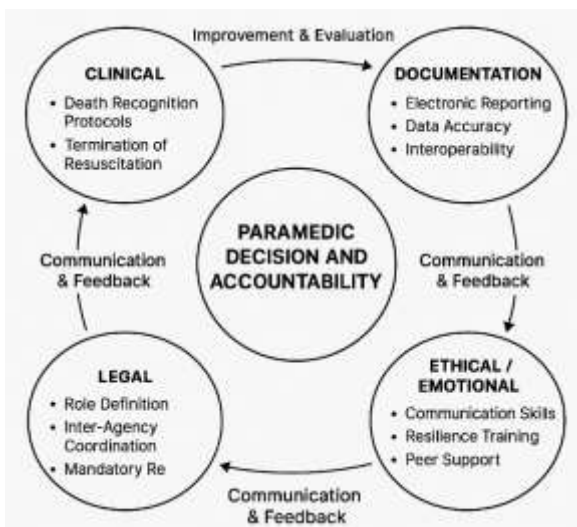 Improvement & Evaluation
CLINICAL
• Death Recognition
Protocols
• Termination of
Resuscitation
DOCUMENTATION
• Electronic Reporting
• Data Accuracy
• Interoperability
PARAMEDIC
DECISION AND
ACCOUNTABILITY
Communication
& Feedback
Communication
& Feedback
LEGAL
• Role Definition
• Inter-Agency
Coordination
• Mandatory Re
ETHICAL /
EMOTIONAL
• Communication Skills
• Resilience Training
• Peer Support
Communication
& Feedback